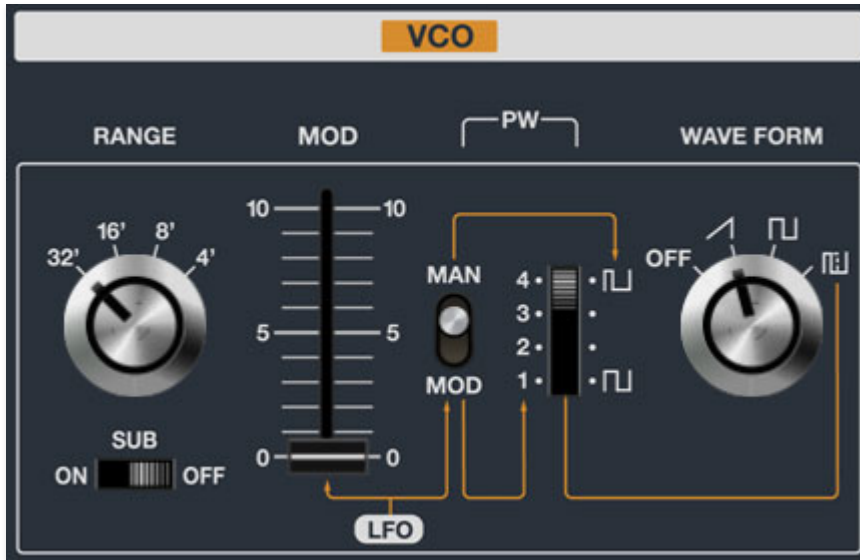 VCO
RANGE MOD PW WAVE FORM
32' 16' 8' 4'
10 10
5 5
0 0
MAN
MOD
4
3
2
1
OFF
SUB
ON OFF
LFO